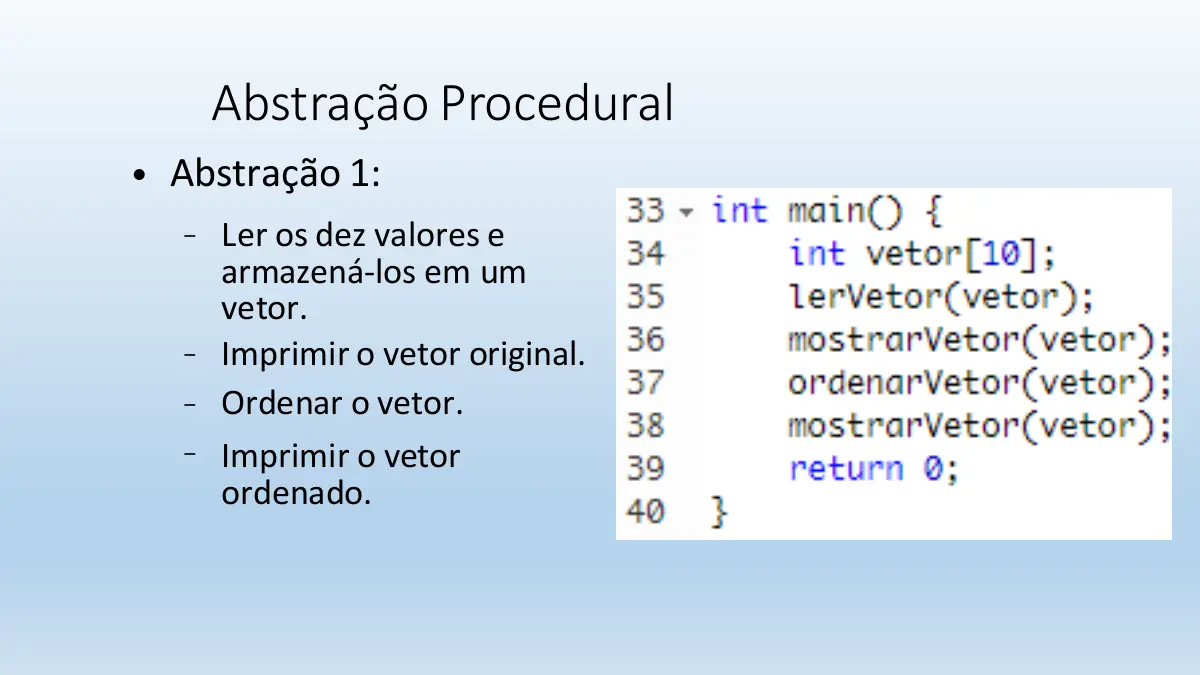 Abstração Procedural
• Abstração 1:
– Ler os dez valores e
armazená-los em um
vetor.
– Imprimir o vetor original.
– Ordenar o vetor.
– Imprimir o vetor
ordenado.
33 int main() {
34 int vetor[10];
35 lerVetor(vetor);
36 mostrarVetor(vetor);
37 ordenarVetor(vetor);
38 mostrarVetor(vetor);
39 return 0;
40 }